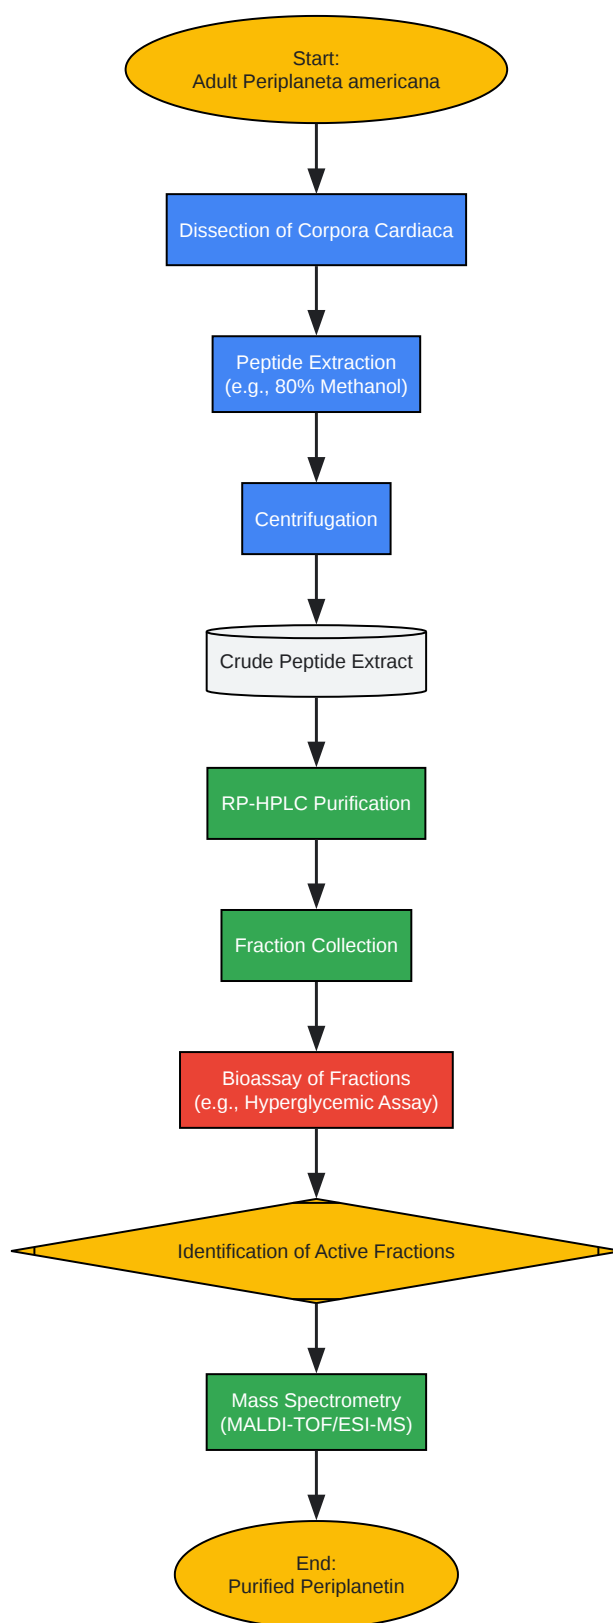 Start:
Adult Periplaneta americana
Dissection of Corpora Cardiaca
Peptide Extraction
(e.g., 80% Methanol)
Centrifugation
Crude Peptide Extract
RP-HPLC Purification
Fraction Collection
Bioassay of Fractions
(e.g., Hyperglycemic Assay)
Identification of Active Fractions
Mass Spectrometry
(MALDI-TOF/ESI-MS)
End:
Purified Periplanetin